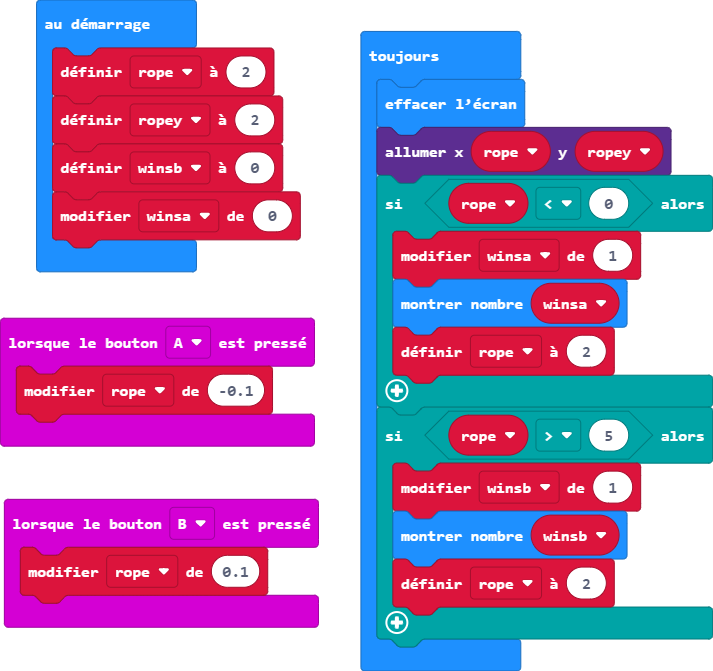 au démarrage
définir rope à 2
définir ropey à 2
définir winsb à 0
modifier winsa de 0
lorsque le bouton A est pressé
modifier rope de -0.1
lorsque le bouton B est pressé
modifier rope de 0.1
toujours
effacer l’écran
allumer x rope y ropey
si rope < 0 alors
modifier winsa de 1
montrer nombre winsa
définir rope à 2
si rope > 5 alors
modifier winsb de 1
montrer nombre winsb
définir rope à 2